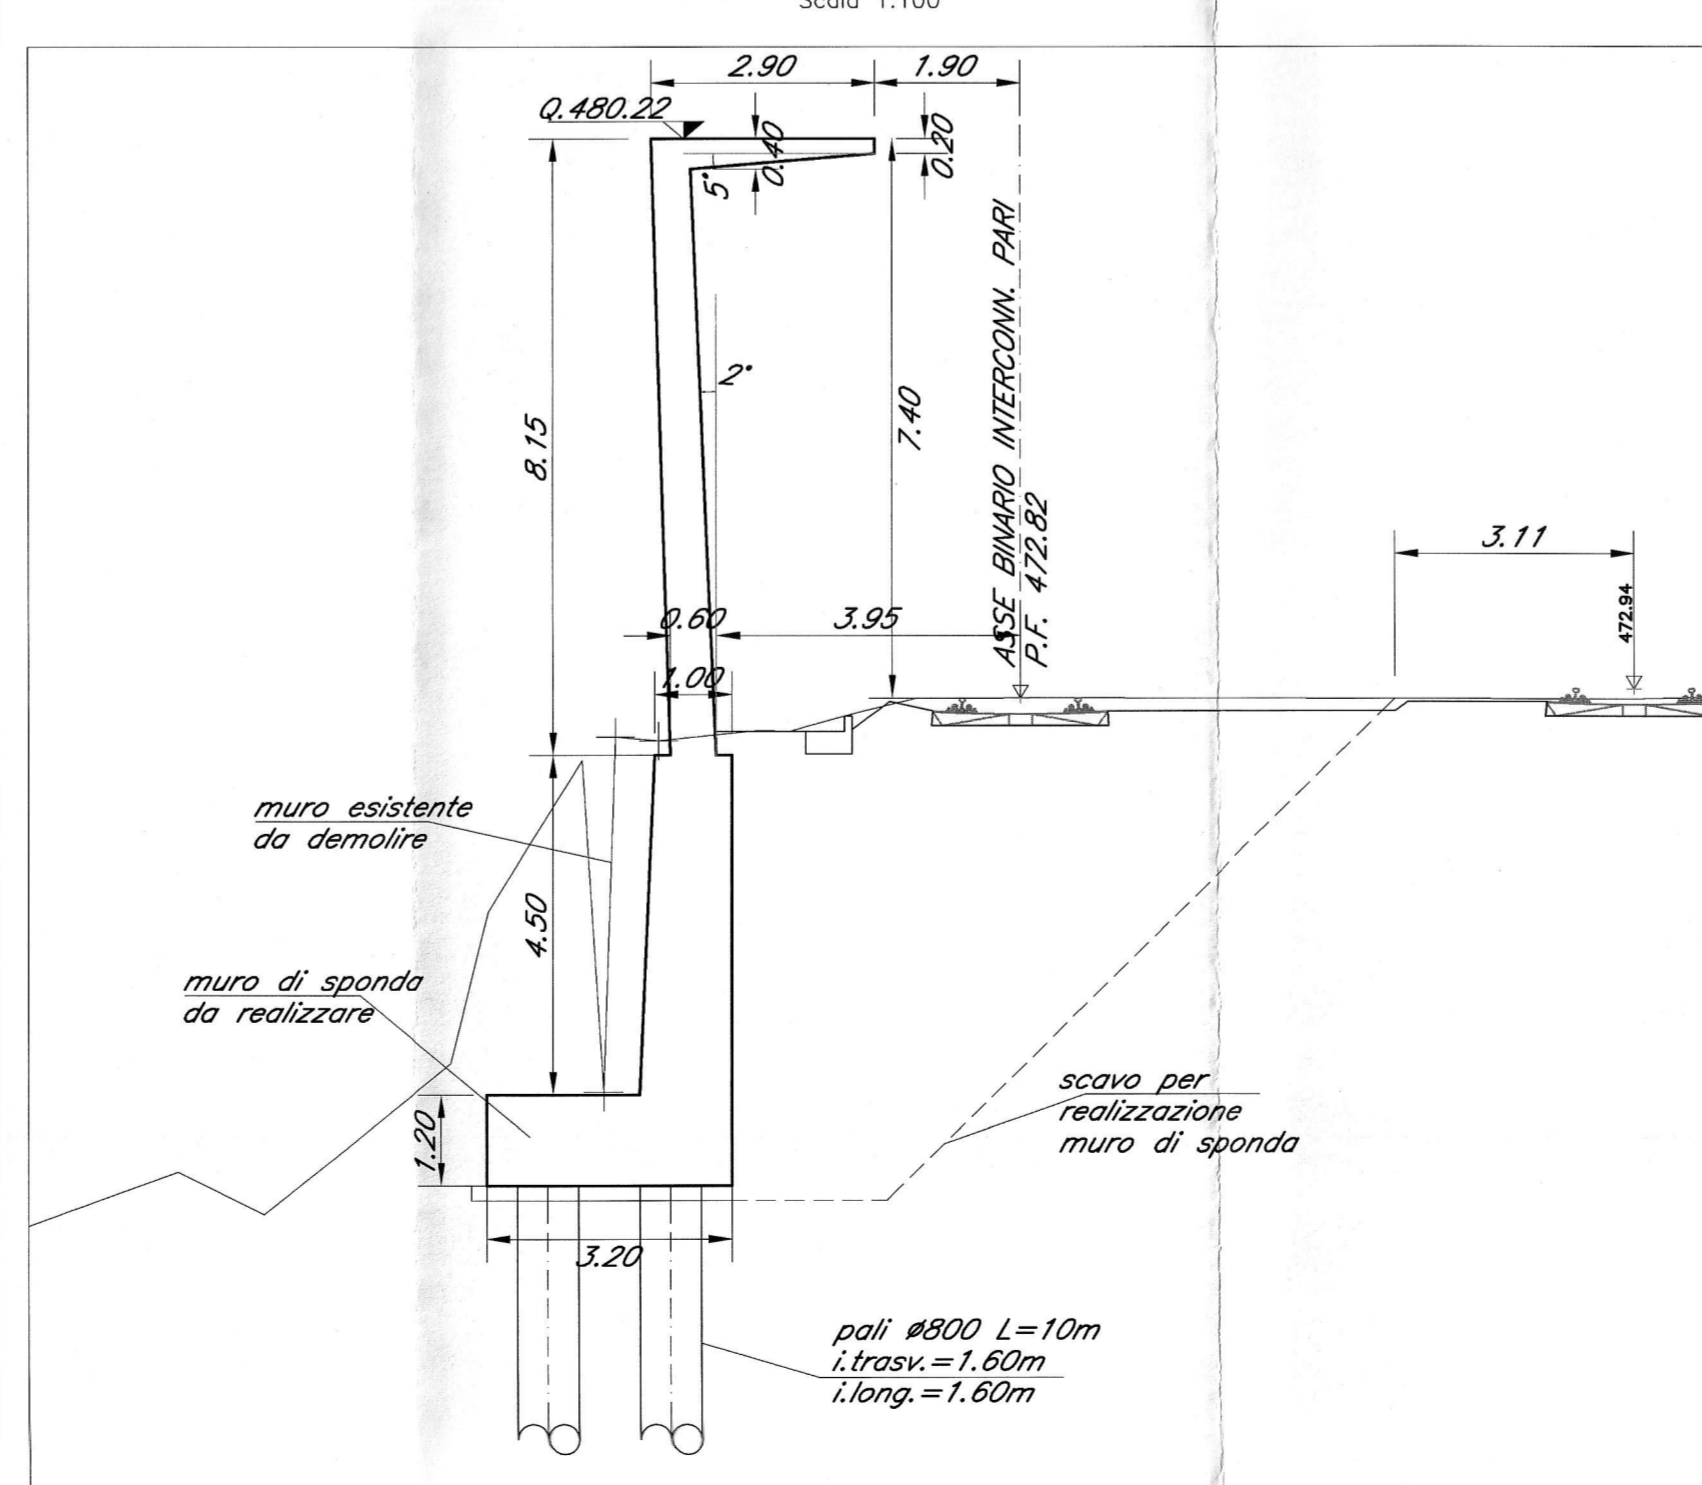 Scala 1:100
2.90
1.90
Q.480.22
0.40
0.20
5°
2°
8.15
7.40
ASSE BINARIO INTERCONN. PARI
P.F. 472.82
3.11
472.94
0.60
3.95
1.00
muro esistente
da demolire
4.50
muro di sponda
da realizzare
scavo per
realizzazione
muro di sponda
1.20
3.20
pali ø800 L=10m
i.trasv.=1.60m
i.long.=1.60m